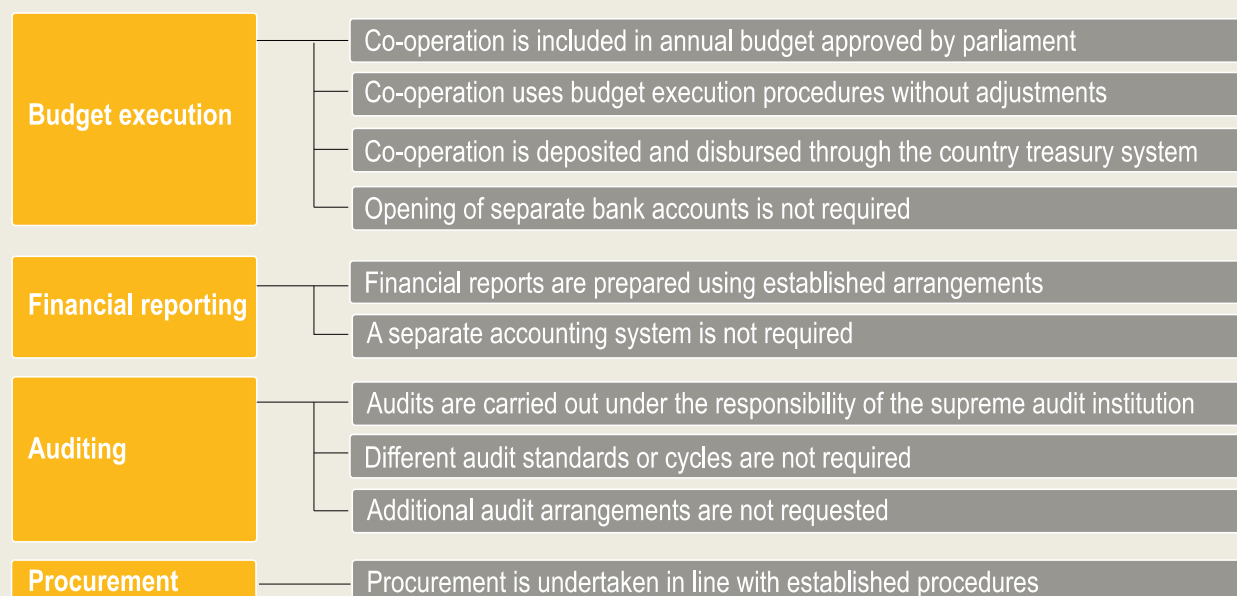 Budget execution
Co-operation is included in annual budget approved by parliament
Co-operation uses budget execution procedures without adjustments
Co-operation is deposited and disbursed through the country treasury system
Opening of separate bank accounts is not required
Financial reporting
Financial reports are prepared using established arrangements
A separate accounting system is not required
Auditing
Audits are carried out under the responsibility of the supreme audit institution
Different audit standards or cycles are not required
Additional audit arrangements are not requested
Procurement
Procurement is undertaken in line with established procedures